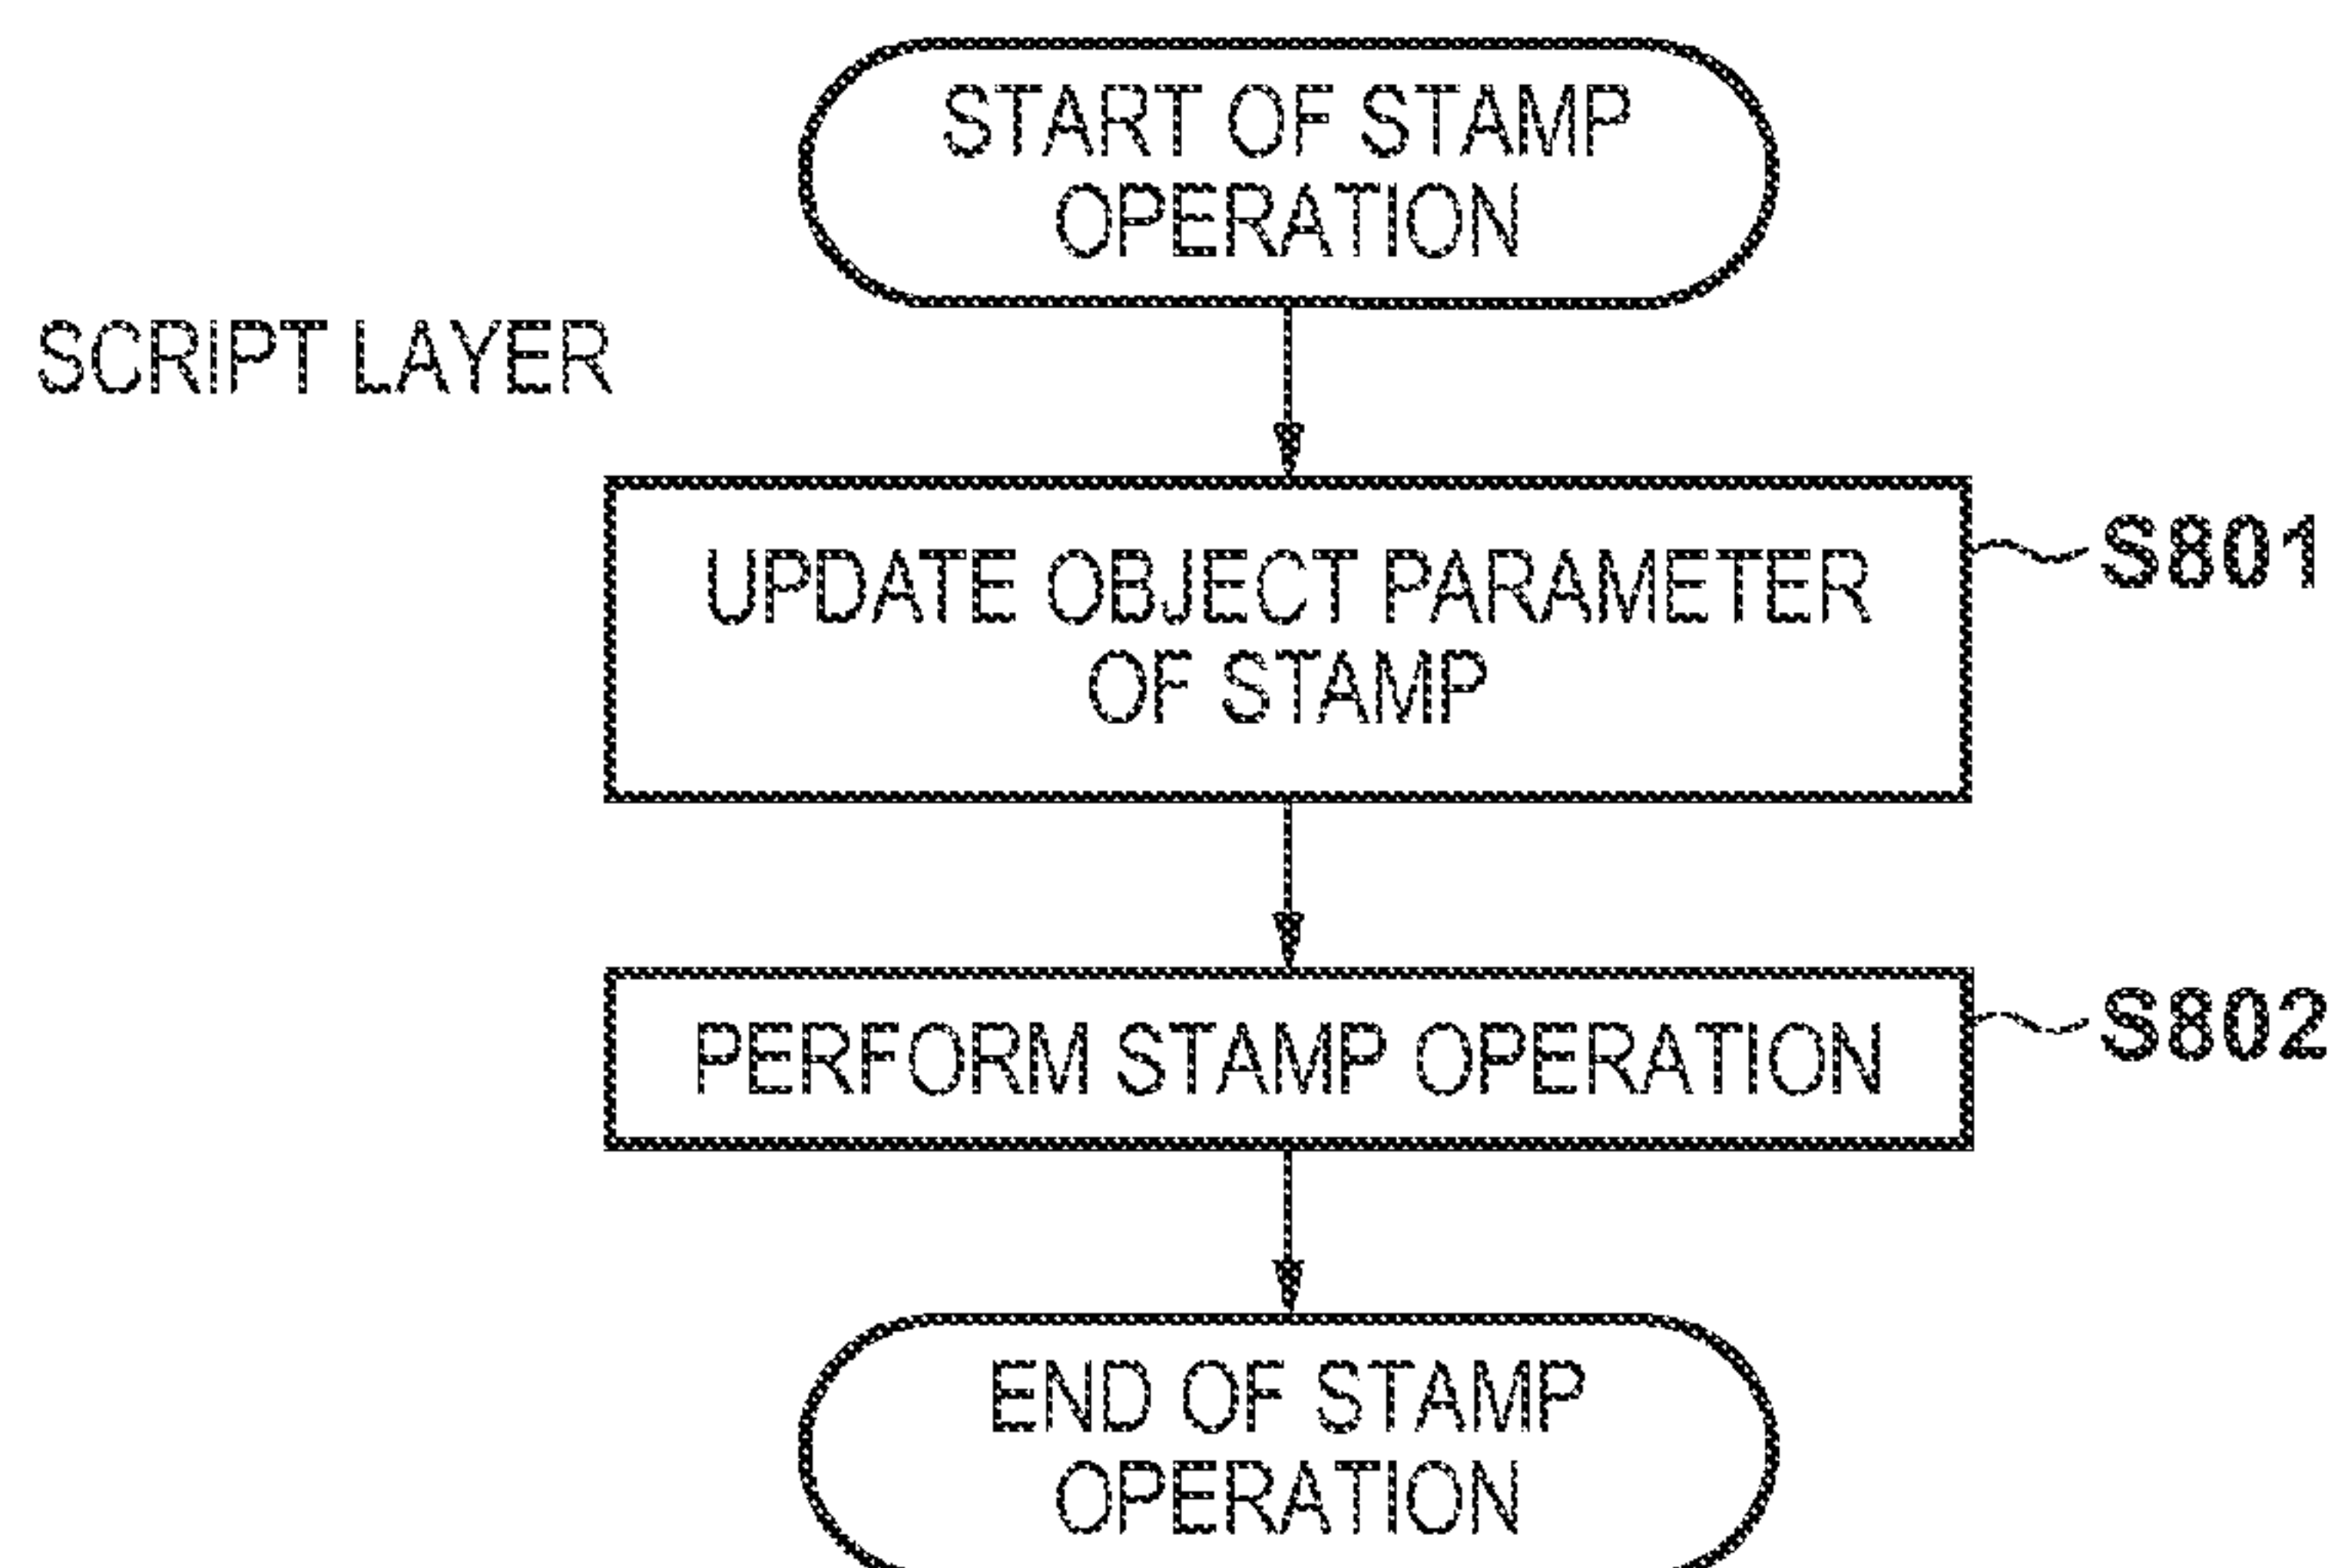 START OF STAMP
OPERATION
SCRIPT LAYER
UPDATE OBJECT PARAMETER
OF STAMP
S801
PERFORM STAMP OPERATION
S802
END OF STAMP
OPERATION